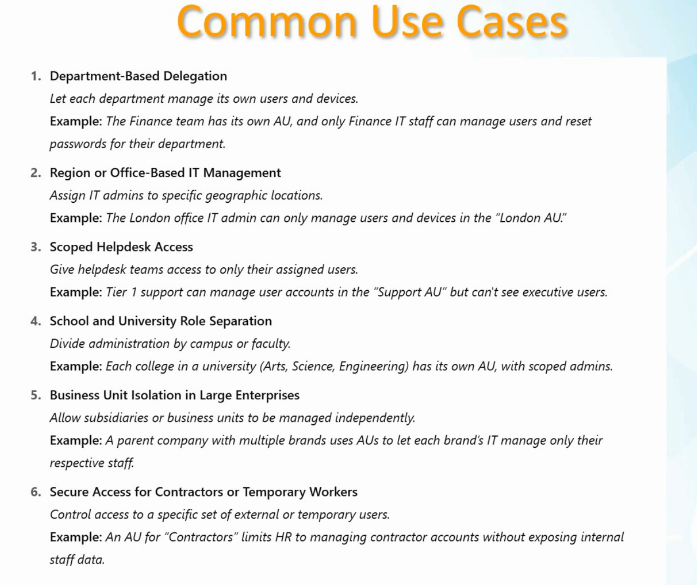 Common Use Cases
1. Department-Based Delegation
Let each department manage its own users and devices.
Example: The Finance team has its own AU, and only Finance IT staff can manage users and reset
passwords for their department.
2. Region or Office-Based IT Management
Assign IT admins to specific geographic locations.
Example: The London office IT admin can only manage users and devices in the “London AU.”
3. Scoped Helpdesk Access
Give helpdesk teams access to only their assigned users.
Example: Tier 1 support can manage user accounts in the “Support AU” but can't see executive users.
4. School and University Role Separation
Divide administration by campus or faculty.
Example: Each college in a university (Arts, Science, Engineering) has its own AU, with scoped admins.
5. Business Unit Isolation in Large Enterprises
Allow subsidiaries or business units to be managed independently.
Example: A parent company with multiple brands uses AUs to let each brand’s IT manage only their
respective staff.
6. Secure Access for Contractors or Temporary Workers
Control access to a specific set of external or temporary users.
Example: An AU for “Contractors” limits HR to managing contractor accounts without exposing internal
staff data.